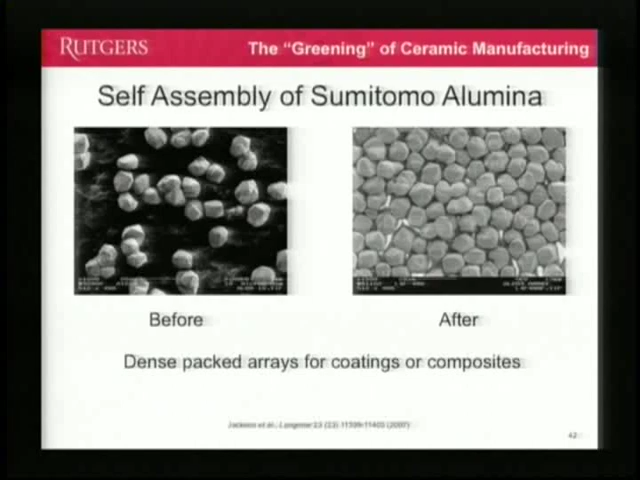 RUTGERS
The "Greening" of Ceramic Manufacturing
Self Assembly of Sumitomo Alumina
Before
After
Dense packed arrays for coatings or composites
42